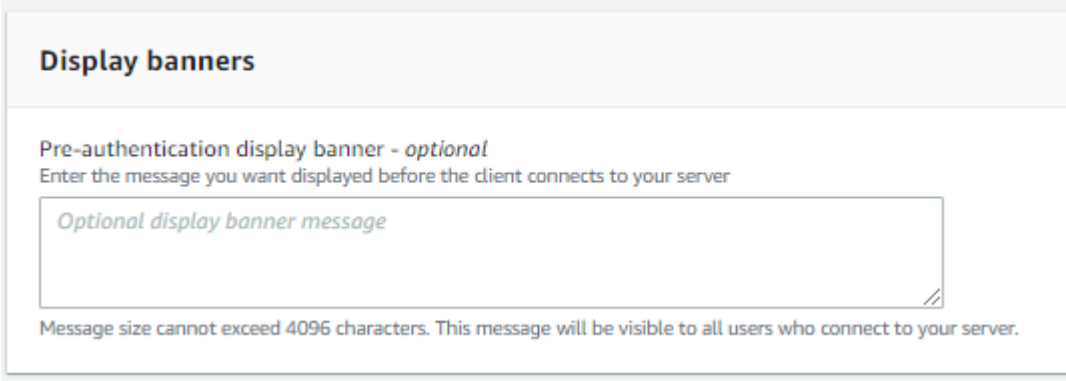 Display banners
Pre-authentication display banner - optional
Enter the message you want displayed before the client connects to your server
Optional display banner message
Message size cannot exceed 4096 characters. This message will be visible to all users who connect to your server.